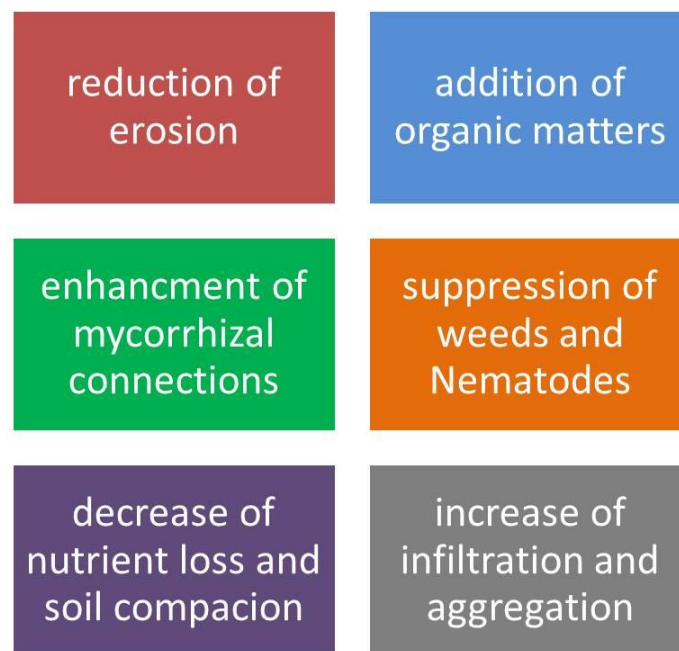 reduction of
erosion
addition of
organic matters
enhancment of
mycorrhizal
connections
suppression of
weeds and
Nematodes
decrease of
nutrient loss and
soil compacion
increase of
infiltration and
aggregation